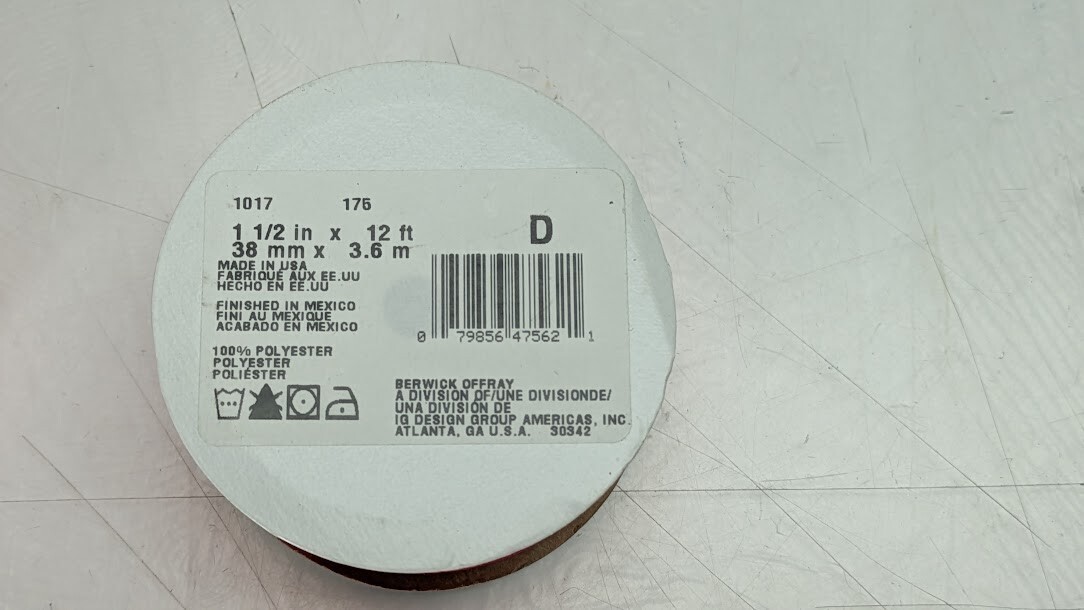 1017 176
1 1/2 in x 12 ft
38 mm x 3.6 m
D
MADE IN USA
FABRIQUÉ AUX EE.UU
HECHO EN EE.UU
FINISHED IN MEXICO
FINI AU MEXIQUE
ACABADO EN MEXICO
0 79856 47562 1
100% POLYESTER
POLYESTER
POLIÉSTER
BERWICK OFFRAY
A DIVISION OF/UNE DIVISIONDE/
UNA DIVISIÓN DE
IG DESIGN GROUP AMERICAS, INC.
ATLANTA, GA U.S.A. 30342